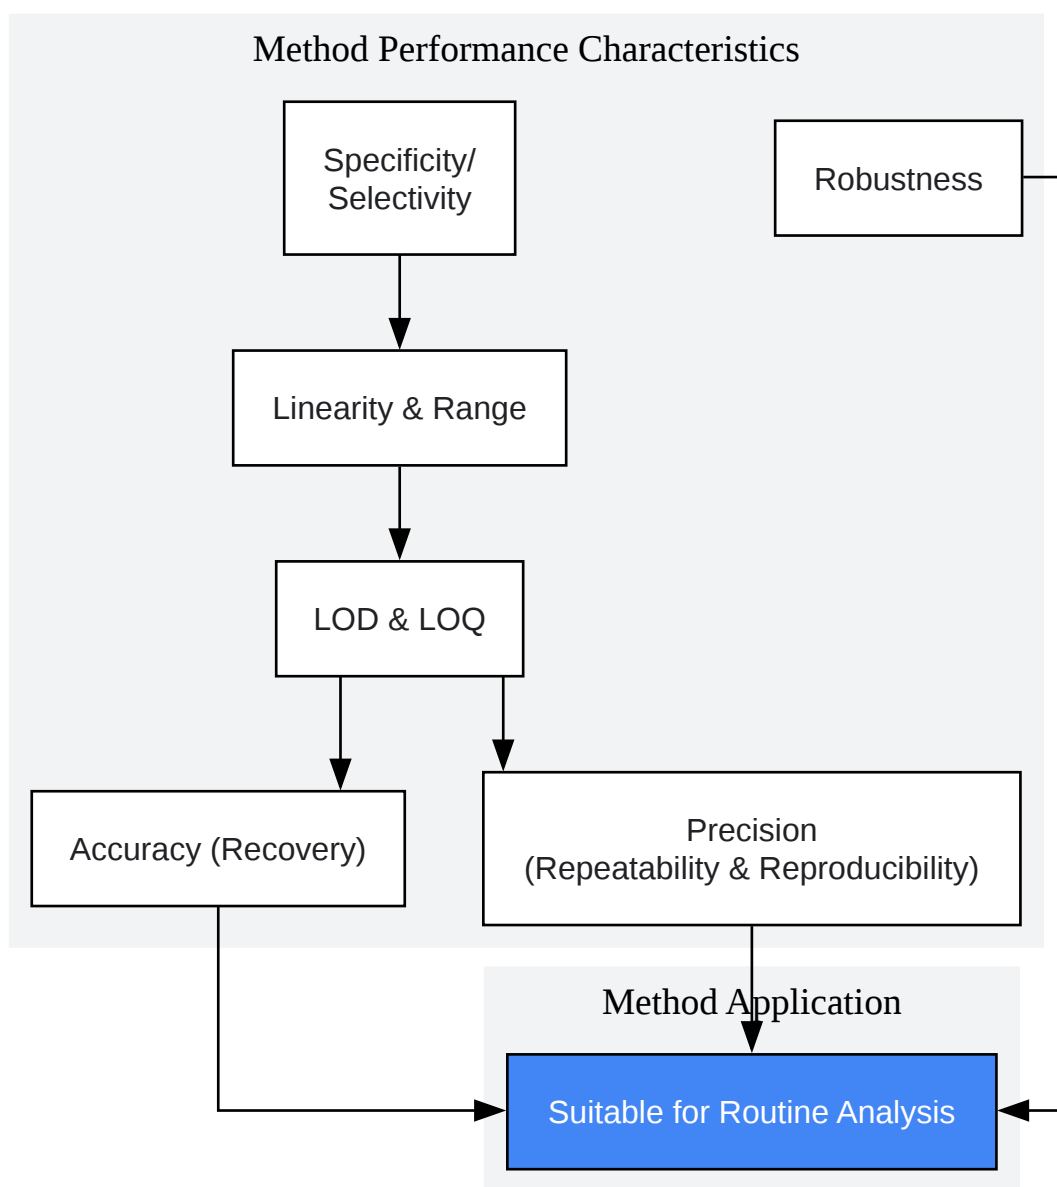 Method Performance Characteristics
Specificity/
Selectivity
Robustness
Linearity & Range
LOD & LOQ
Accuracy (Recovery)
Precision
(Repeatability & Reproducibility)
Method Application
Suitable for Routine Analysis